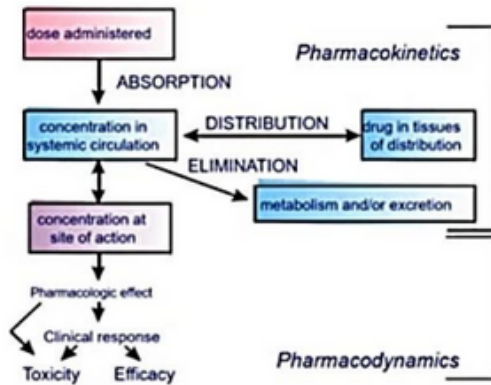 dose administered
Pharmacokinetics
ABSORPTION
concentration in
systemic circulation
DISTRIBUTION
drug in tissues
of distribution
ELIMINATION
metabolism and/or excretion
concentration at
site of action
Pharmacologic effect
Clinical response
Toxicity
Efficacy
Pharmacodynamics